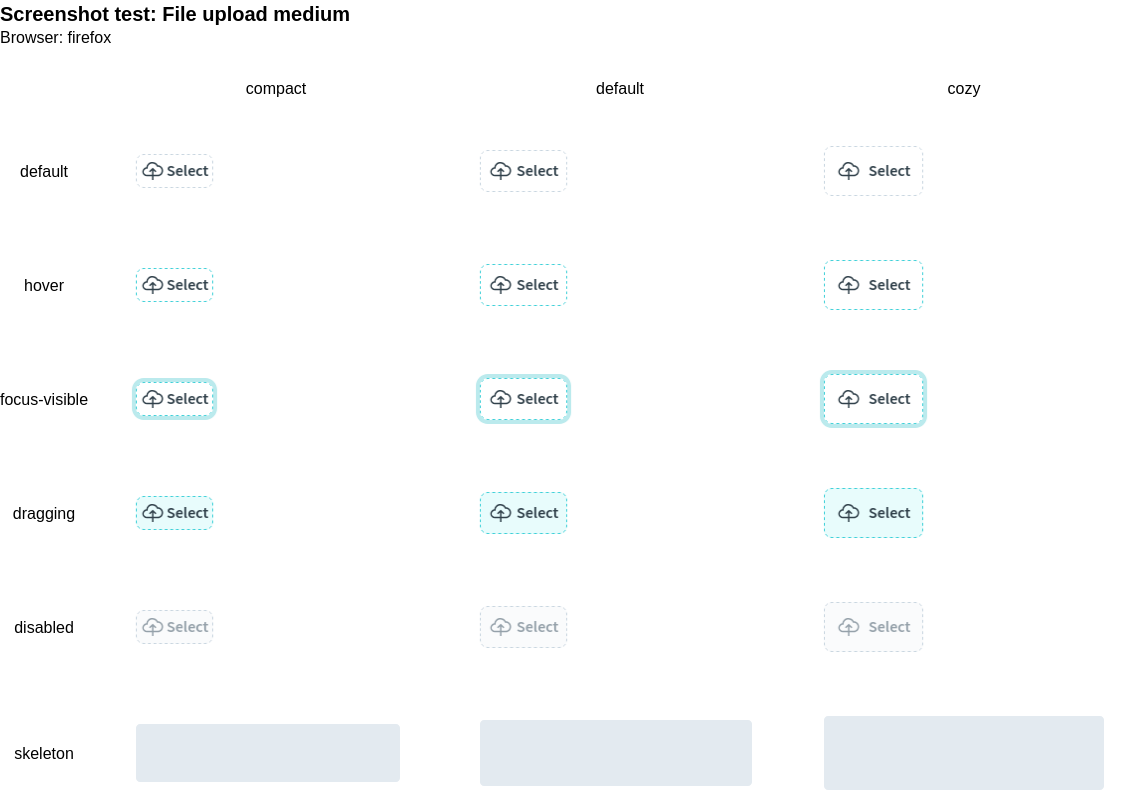 Screenshot test: File upload medium
Browser: firefox
compact default cozy
default Select Select Select
hover Select Select Select
focus-visible Select Select Select
dragging Select Select Select
disabled Select Select Select
skeleton